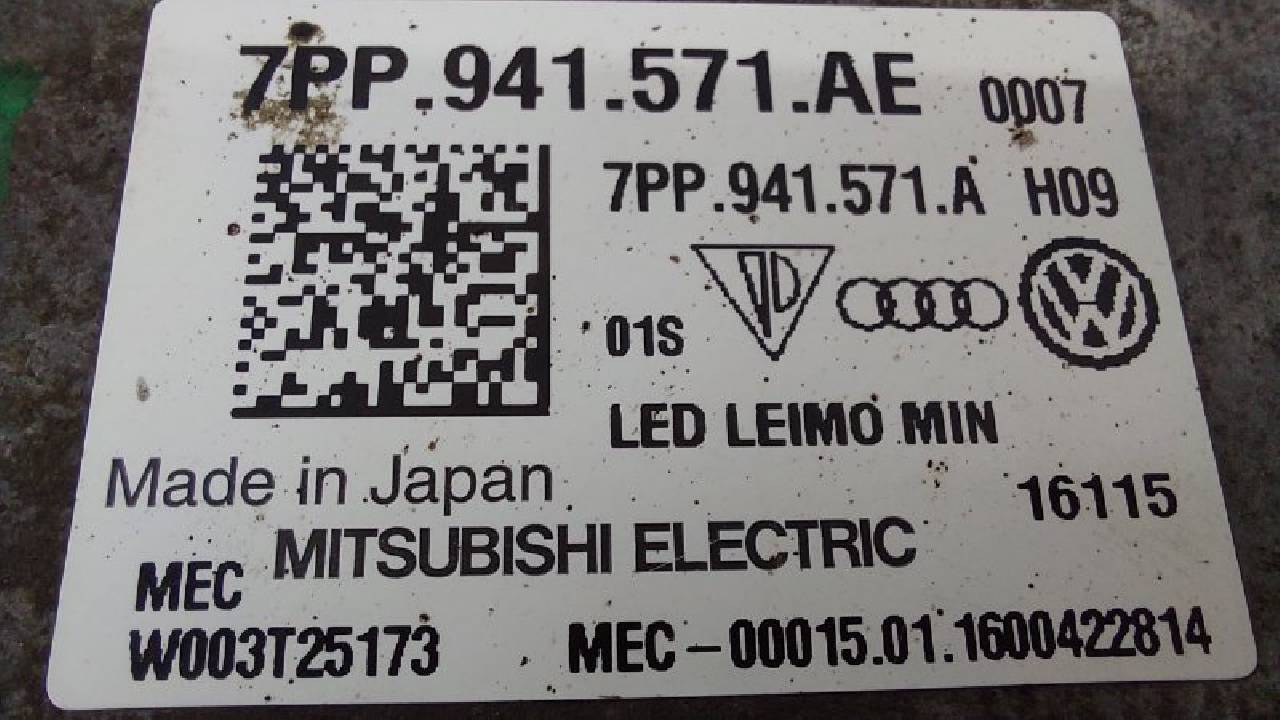 7PP.941.571.AE 0007
7PP.941.571.A H09
01S
LED LEIMO MIN
Made in Japan
16115
MITSUBISHI ELECTRIC
MEC
W003T25173 MEC-00015.01.1600422814